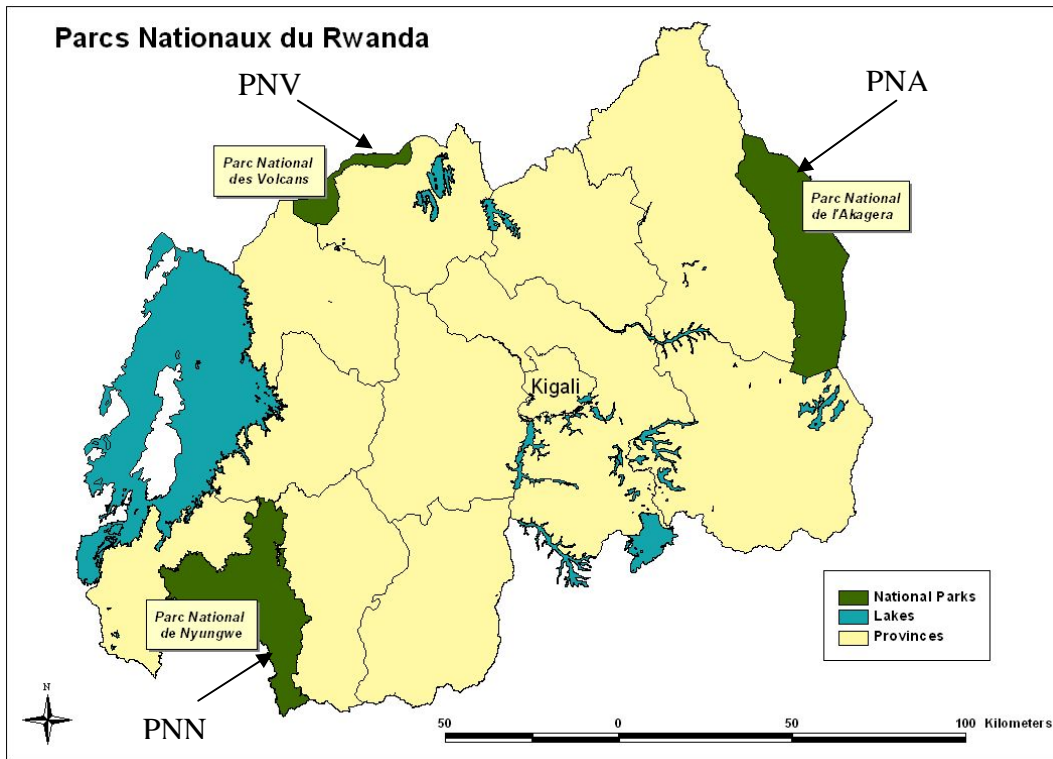 Parcs Nationaux du Rwanda
PNV
PNA
Parc National
des Volcans
Parc National
de l'Akagera
Kigali
Parc National
de Nyungwe
PNN
National Parks
Lakes
Provinces
N
50 0 50 100 Kilometers